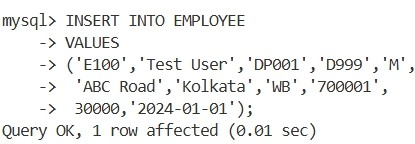 mysql> INSERT INTO EMPLOYEE
-> VALUES
-> ('E100','Test User','DP001','D999','M',
-> 'ABC Road','Kolkata','WB','700001',
-> 30000,'2024-01-01');
Query OK, 1 row affected (0.01 sec)